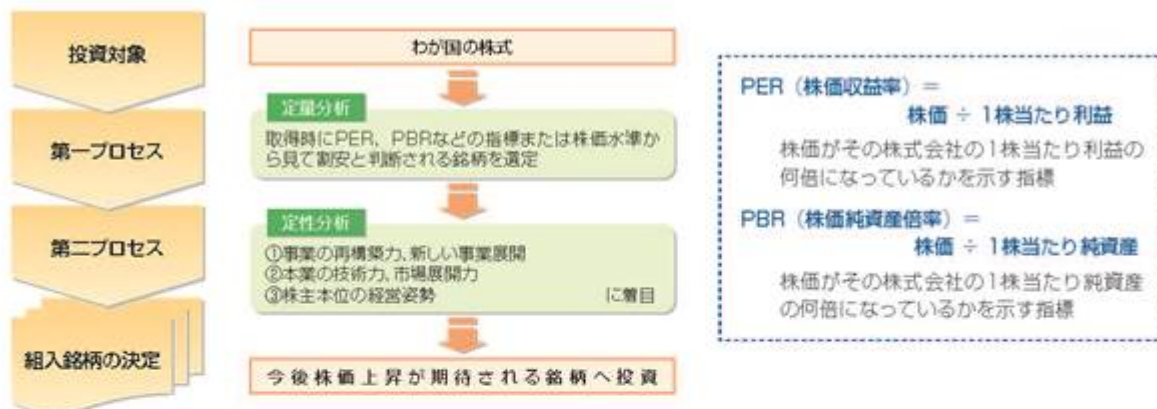 投資対象
第一プロセス
第二プロセス
組入銘柄の決定
わが国の株式
定量分析
取得時にPER、PBRなどの指標または株価水準か
ら見て割安と判断される銘柄を選定
定性分析
①事業の再構築力、新しい事業展開
②本業の技術力、市場展開力
③株主本位の経営姿勢 に着目
今後株価上昇が期待される銘柄へ投資
PER（株価収益率）＝
株価 ÷ 1株当たり利益
株価がその株式会社の1株当たり利益の
何倍になっているかを示す指標
PBR（株価純資産倍率）＝
株価 ÷ 1株当たり純資産
株価がその株式会社の1株当たり純資産
の何倍になっているかを示す指標